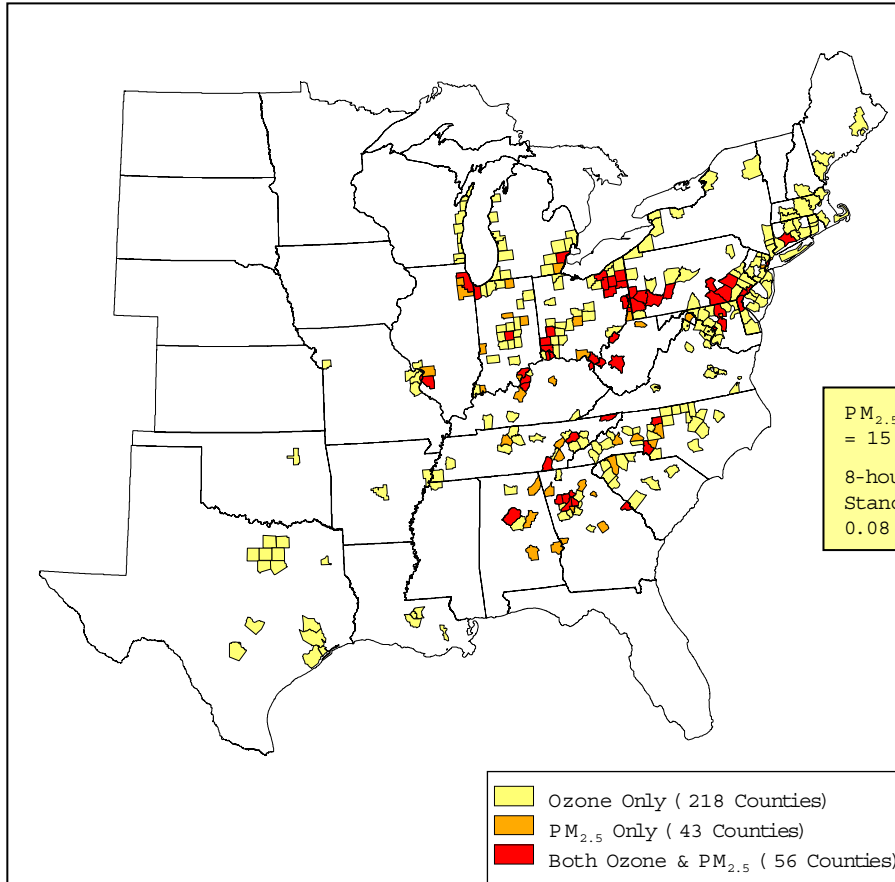 PM2.5
= 15
8-hou
Stanc
0.08
Ozone Only ( 218 Counties)
PM2.5 Only ( 43 Counties)
Both Ozone & PM2.5 ( 56 Counties)